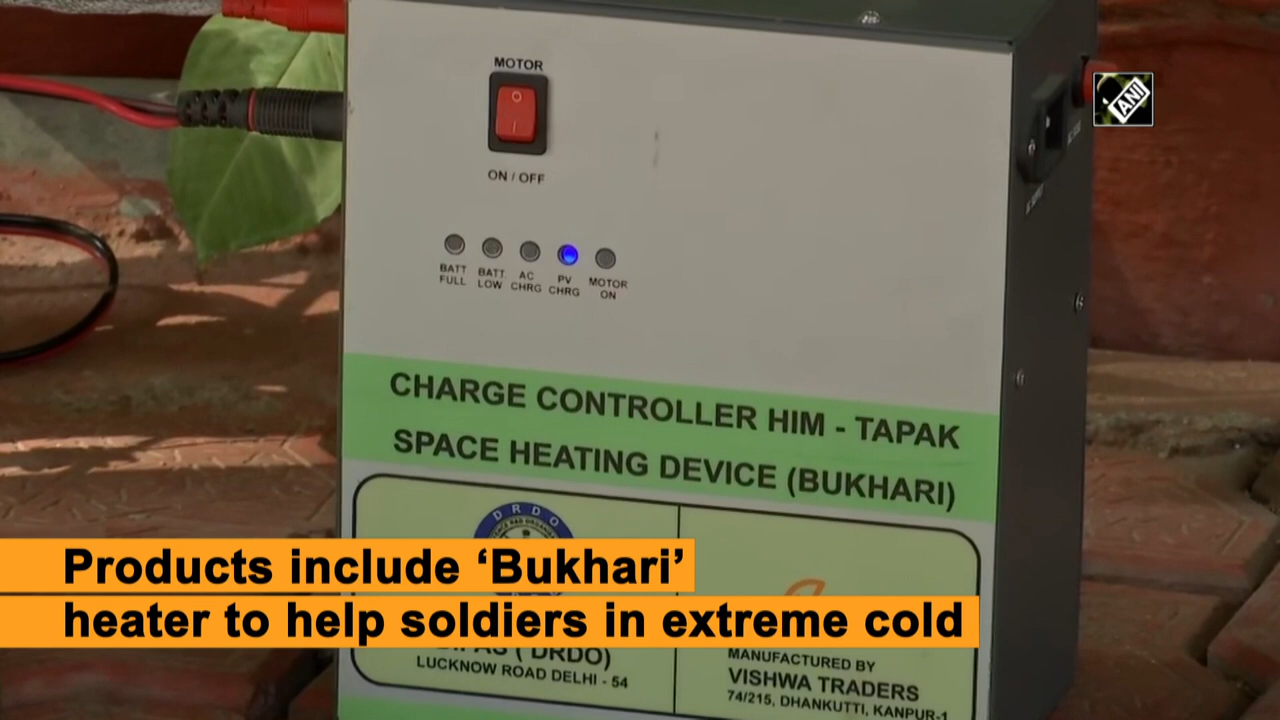 MOTOR
ANI
ON / OFF
BATT FULL
BATT LOW
AC CHRG
PV CHRG
MOTOR ON
CHARGE CONTROLLER HIM - TAPAK
SPACE HEATING DEVICE (BUKHARI)
DRDO
Products include ‘Bukhari’
heater to help soldiers in extreme cold
(DRDO)
LUCKNOW ROAD DELHI - 54
MANUFACTURED BY
VISHWA TRADERS
74/215, DHANKUTTI, KANPUR-1